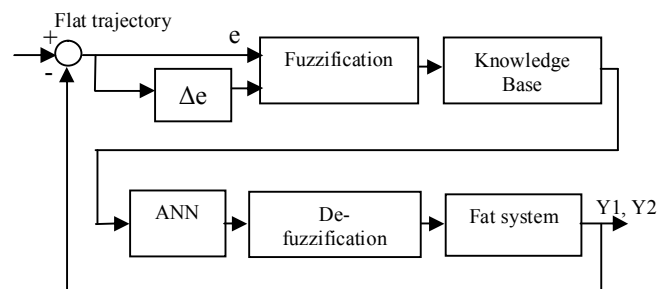 Flat trajectory
+
-
e
Δe
Fuzzification
Knowledge
Base
ANN
De-
fuzzification
Fat system
Y1, Y2